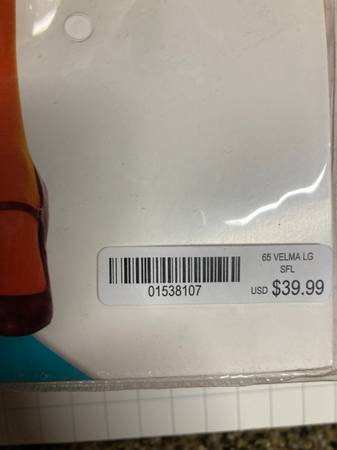 65 VELMA LG
SFL
01538107
USD $39.99